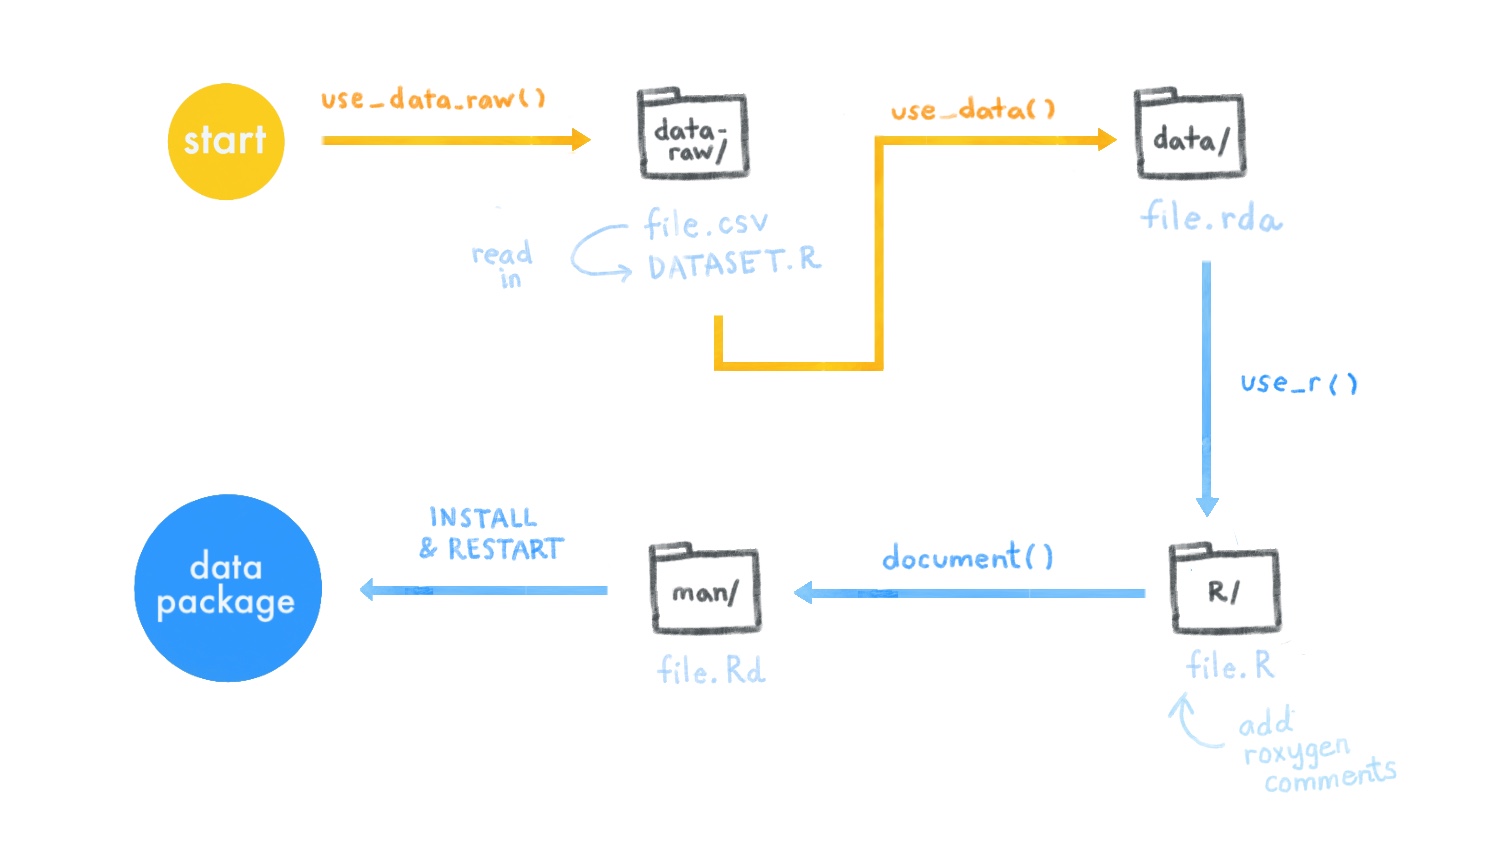 start
use_data_raw()
data-
raw/
file.csv
DATASET.R
read
in
use_data()
data/
file.rda
use_r()
R/
file.R
add
roxygen
comments
document()
man/
file.Rd
INSTALL
& RESTART
data
package